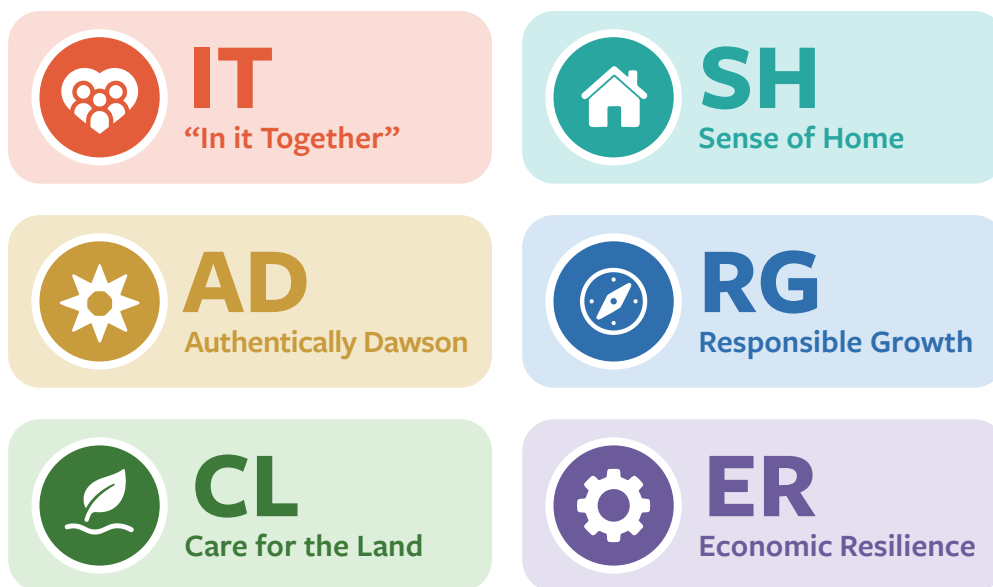 IT
“In it Together”
SH
Sense of Home
AD
Authentically Dawson
RG
Responsible Growth
CL
Care for the Land
ER
Economic Resilience